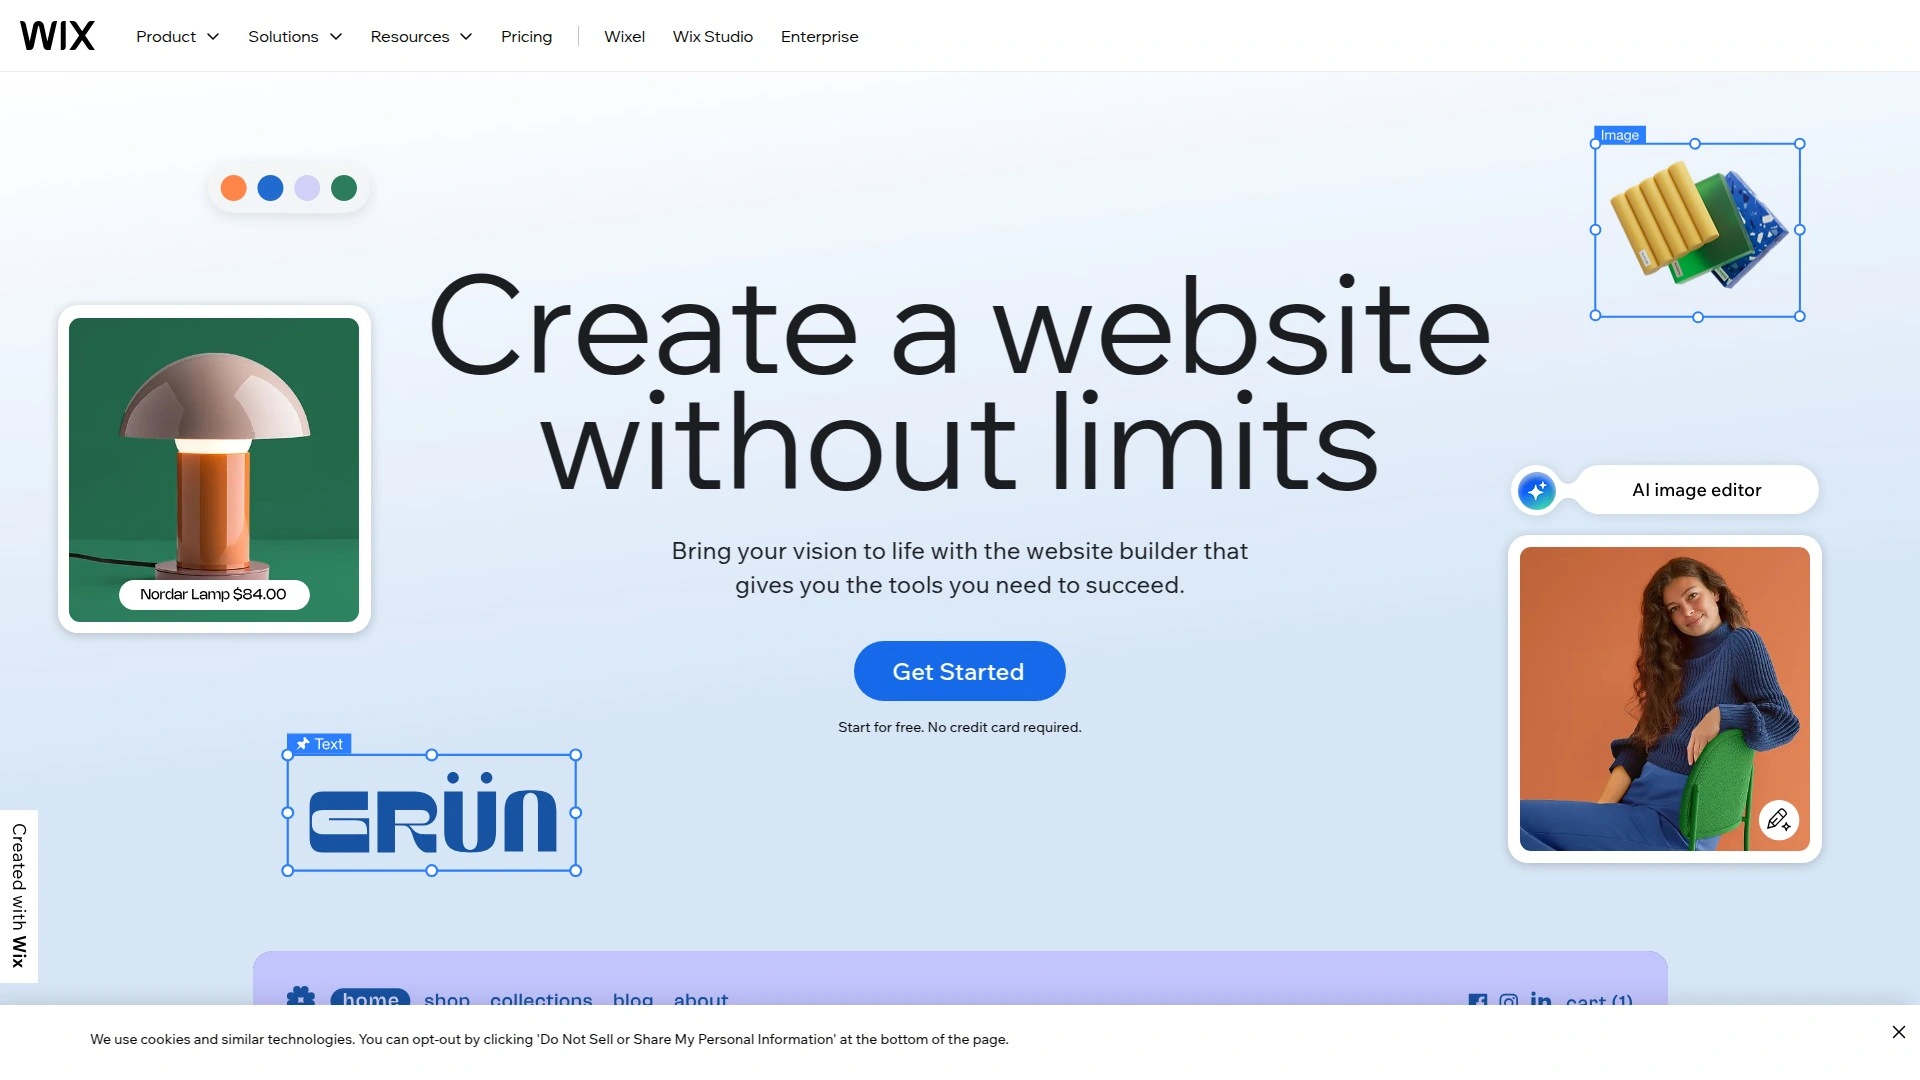 WIX
Product Solutions Resources Pricing Wixel Wix Studio Enterprise
Image
Create a website
without limits
Bring your vision to life with the website builder that
gives you the tools you need to succeed.
Get Started
Start for free. No credit card required.
Nordar Lamp $84.00
AI image editor
Text
GRÜN
Created with Wix
home shop collections blog about cart (1)
We use cookies and similar technologies. You can opt-out by clicking 'Do Not Sell or Share My Personal Information' at the bottom of the page.